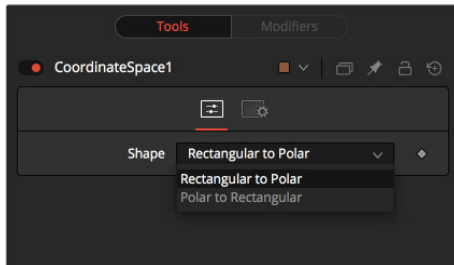 Tools Modifiers
CoordinateSpace1
Shape Rectangular to Polar
Rectangular to Polar
Polar to Rectangular